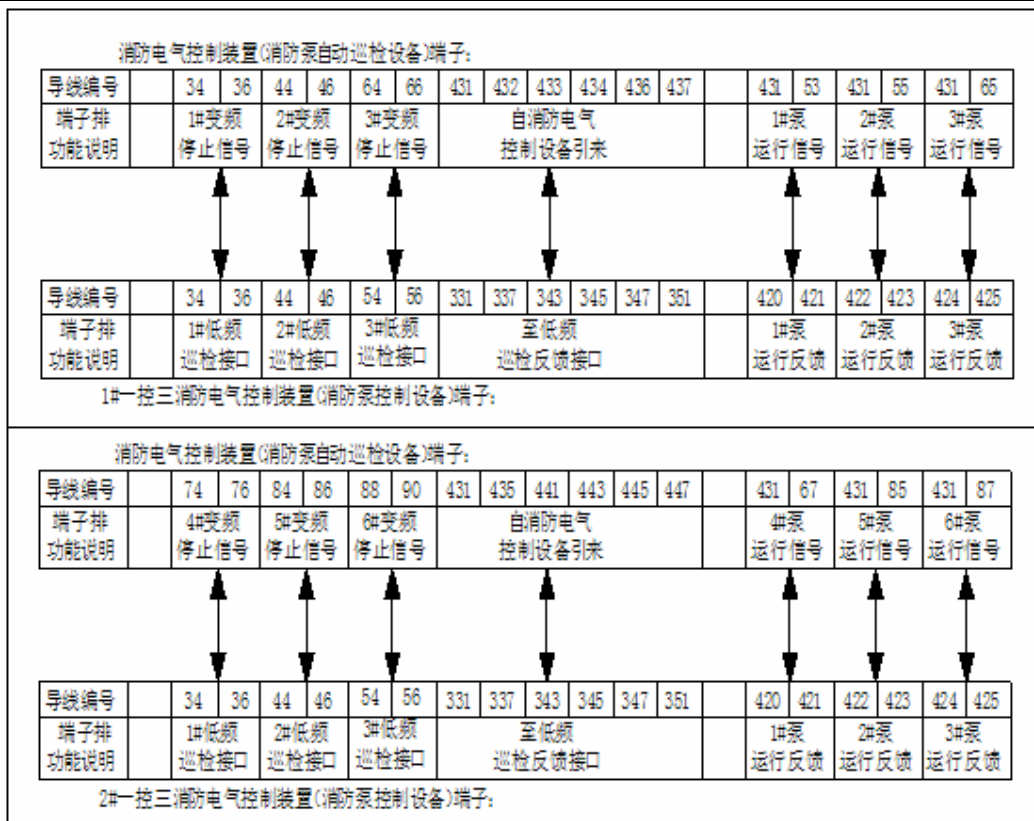 消防电气控制装置(消防泵自动巡检设备)端子:
导线编号 34 36 44 46 64 66 431 432 433 434 436 437 431 53 431 55 431 65
端子排 1#变频 2#变频 3#变频 自消防电气 1#泵 2#泵 3#泵
功能说明 停止信号 停止信号 停止信号 控制设备引来 运行信号 运行信号 运行信号
导线编号 34 36 44 46 54 56 331 337 343 345 347 351 420 421 422 423 424 425
端子排 1#低频 2#低频 3#低频 至低频 1#泵 2#泵 3#泵
功能说明 巡检接口 巡检接口 巡检接口 巡检反馈接口 运行反馈 运行反馈 运行反馈
1#一控三消防电气控制装置(消防泵控制设备)端子:
消防电气控制装置(消防泵自动巡检设备)端子:
导线编号 74 76 84 86 88 90 431 435 441 443 445 447 431 67 431 85 431 87
端子排 4#变频 5#变频 6#变频 自消防电气 4#泵 5#泵 6#泵
功能说明 停止信号 停止信号 停止信号 控制设备引来 运行信号 运行信号 运行信号
导线编号 34 36 44 46 54 56 331 337 343 345 347 351 420 421 422 423 424 425
端子排 1#低频 2#低频 3#低频 至低频 1#泵 2#泵 3#泵
功能说明 巡检接口 巡检接口 巡检接口 巡检反馈接口 运行反馈 运行反馈 运行反馈
2#一控三消防电气控制装置(消防泵控制设备)端子: